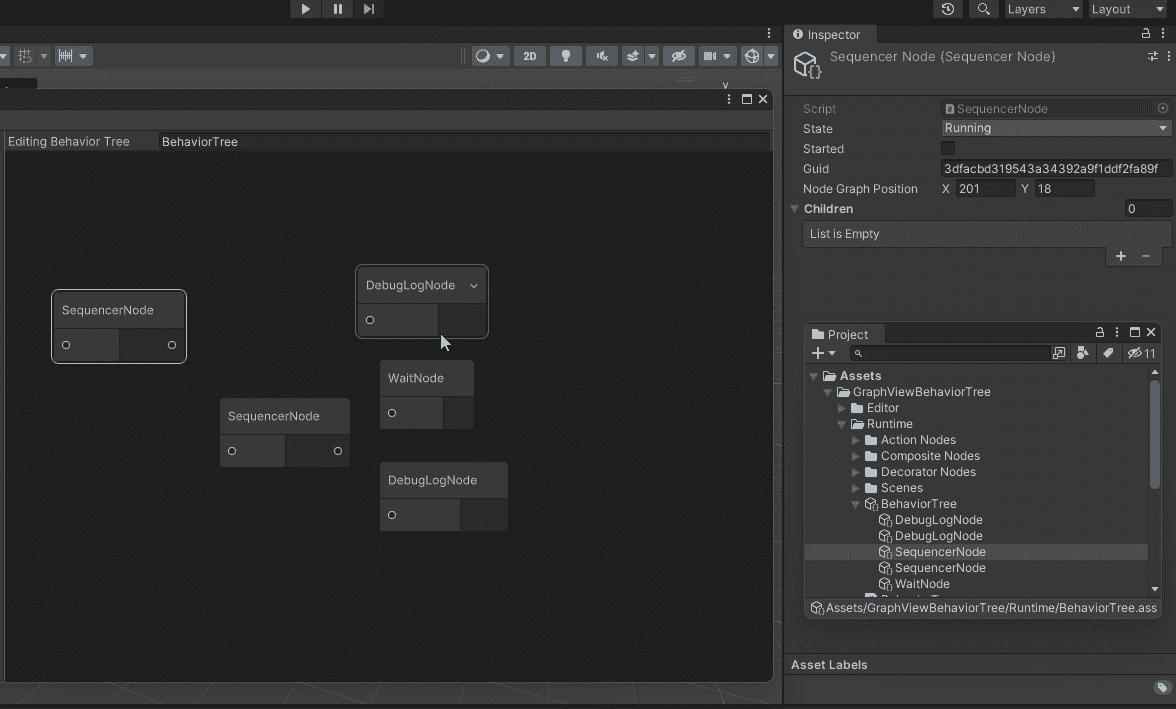 Layers
Layout
2D
Editing Behavior Tree
BehaviorTree
SequencerNode
DebugLogNode
WaitNode
SequencerNode
DebugLogNode
Inspector
Sequencer Node (Sequencer Node)
Script
SequencerNode
State
Running
Started
Guid
3dfacbd319543a34392a9f1ddf2fa89f
Node Graph Position
X 201
Y 18
Children
0
List is Empty
Project
11
Assets
GraphViewBehaviorTree
Editor
Runtime
Action Nodes
Composite Nodes
Decorator Nodes
Scenes
BehaviorTree
DebugLogNode
DebugLogNode
SequencerNode
SequencerNode
WaitNode
Assets/GraphViewBehaviorTree/Runtime/BehaviorTree.ass
Asset Labels